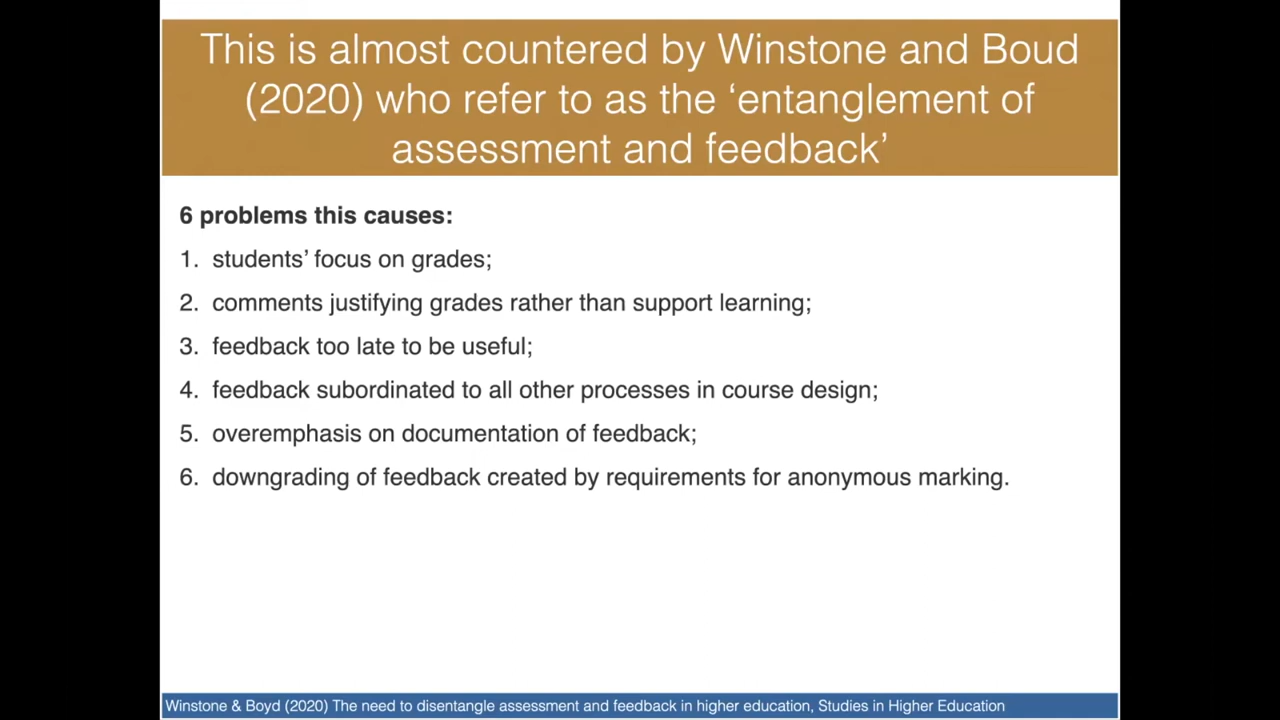 This is almost countered by Winstone and Boud
(2020) who refer to as the ‘entanglement of
assessment and feedback’
6 problems this causes:
1. students’ focus on grades;
2. comments justifying grades rather than support learning;
3. feedback too late to be useful;
4. feedback subordinated to all other processes in course design;
5. overemphasis on documentation of feedback;
6. downgrading of feedback created by requirements for anonymous marking.
Winstone & Boyd (2020) The need to disentangle assessment and feedback in higher education, Studies in Higher Education